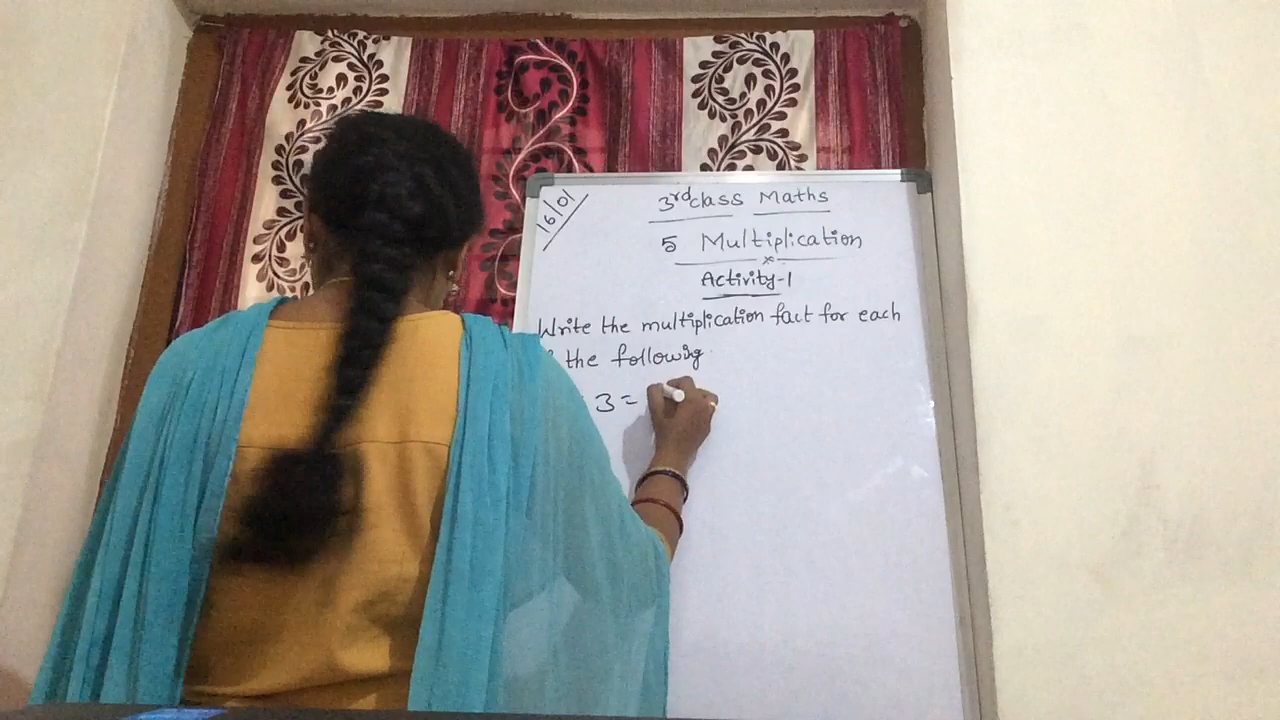 16/01
3rd class Maths
5 Multiplication
×
Activity-1
Write the multiplication fact for each
the following
3 =